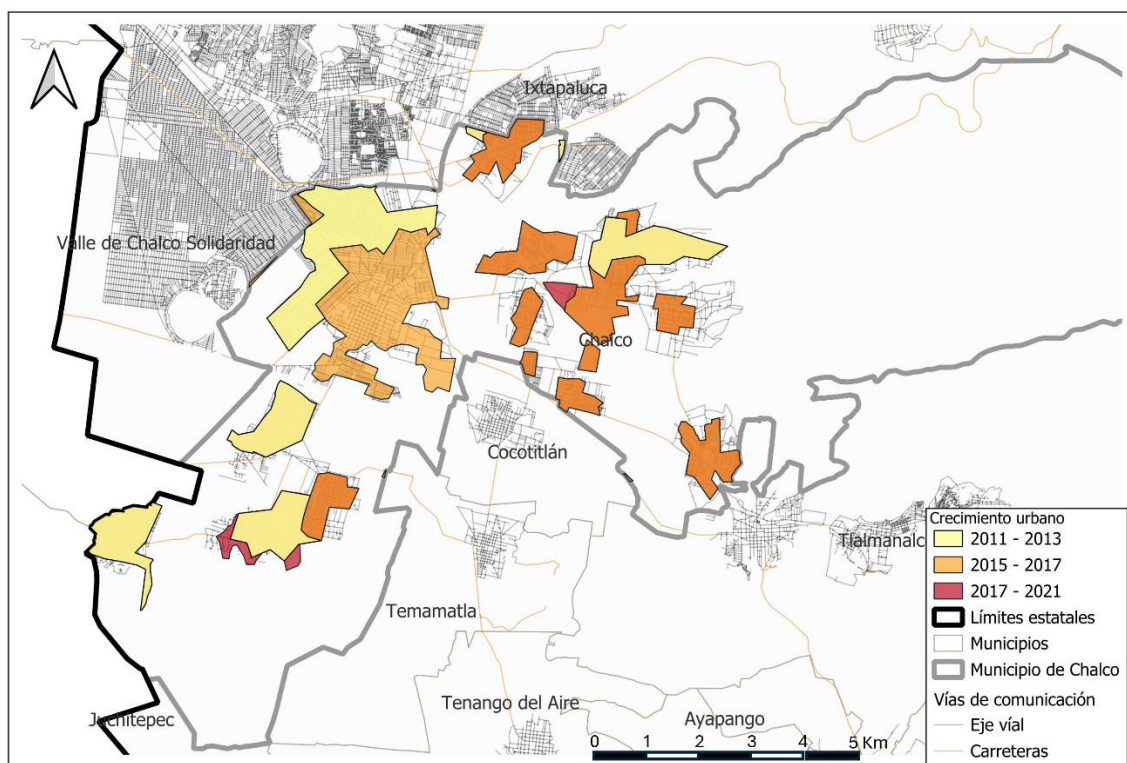 Ixtapaluca
Valle de Chalco Solidaridad
Chalco
Cocotitlán
Tlalmanalc
Temamatla
Tenango del Aire
Ayapango
Juchitepec
0 1 2 3 4 5 Km
Crecimiento urbano
2011 - 2013
2015 - 2017
2017 - 2021
Límites estatales
Municipios
Municipio de Chalco
Vías de comunicación
Eje víal
Carreteras